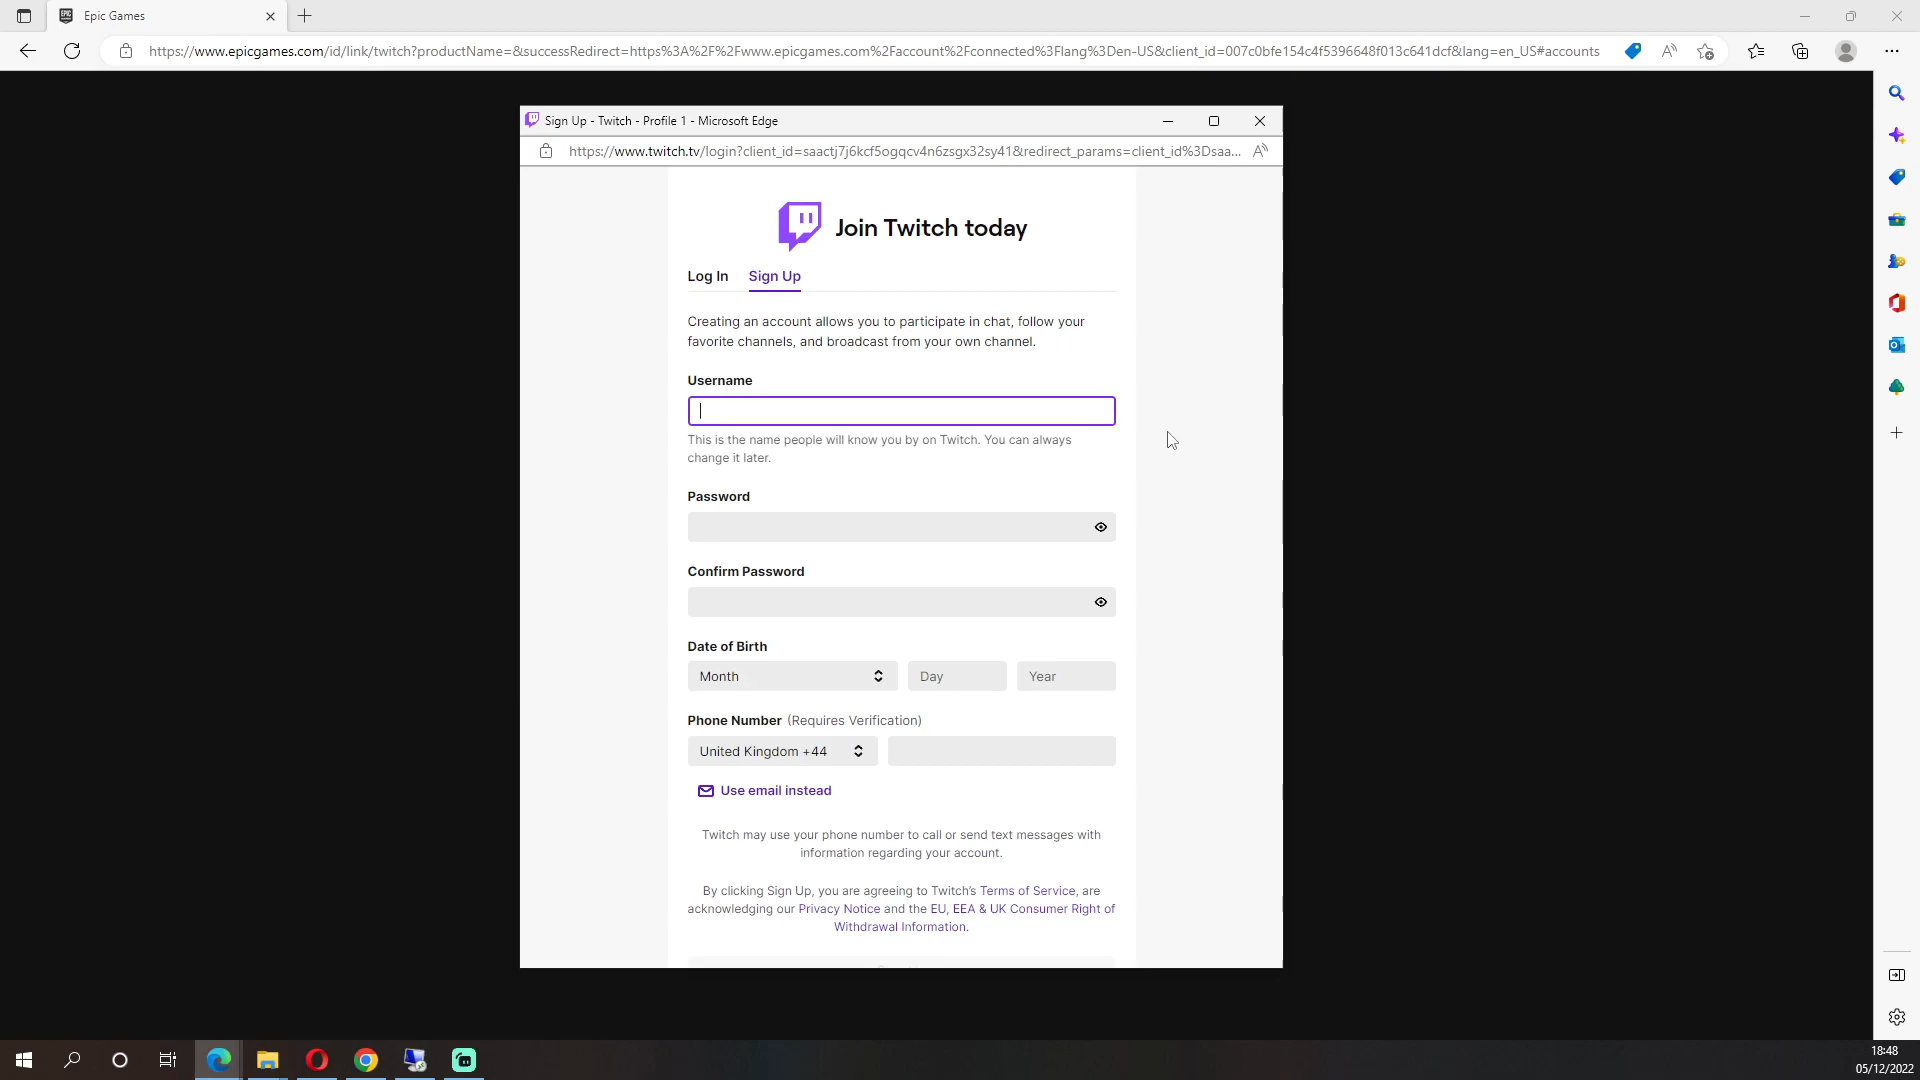 Epic Games
https://www.epicgames.com/id/link/twitch?productName=&successRedirect=https%3A%2F%2Fwww.epicgames.com%2Faccount%2Fconnected%3Flang%3Den-US&client_id=007c0bfe154c4f5396648f013c641dcf&lang=en_US#accounts
Sign Up - Twitch - Profile 1 - Microsoft Edge
https://www.twitch.tv/login?client_id=saactj7j6kcf5ogqcv4n6zsgx32sy41&redirect_params=client_id%3Dsaa...
Join Twitch today
Log In Sign Up
Creating an account allows you to participate in chat, follow your
favorite channels, and broadcast from your own channel.
Username
This is the name people will know you by on Twitch. You can always
change it later.
Password
Confirm Password
Date of Birth
Month Day Year
Phone Number (Requires Verification)
United Kingdom +44
Use email instead
Twitch may use your phone number to call or send text messages with
information regarding your account.
By clicking Sign Up, you are agreeing to Twitch's Terms of Service, are
acknowledging our Privacy Notice and the EU, EEA & UK Consumer Right of
Withdrawal Information.
18:48
05/12/2022